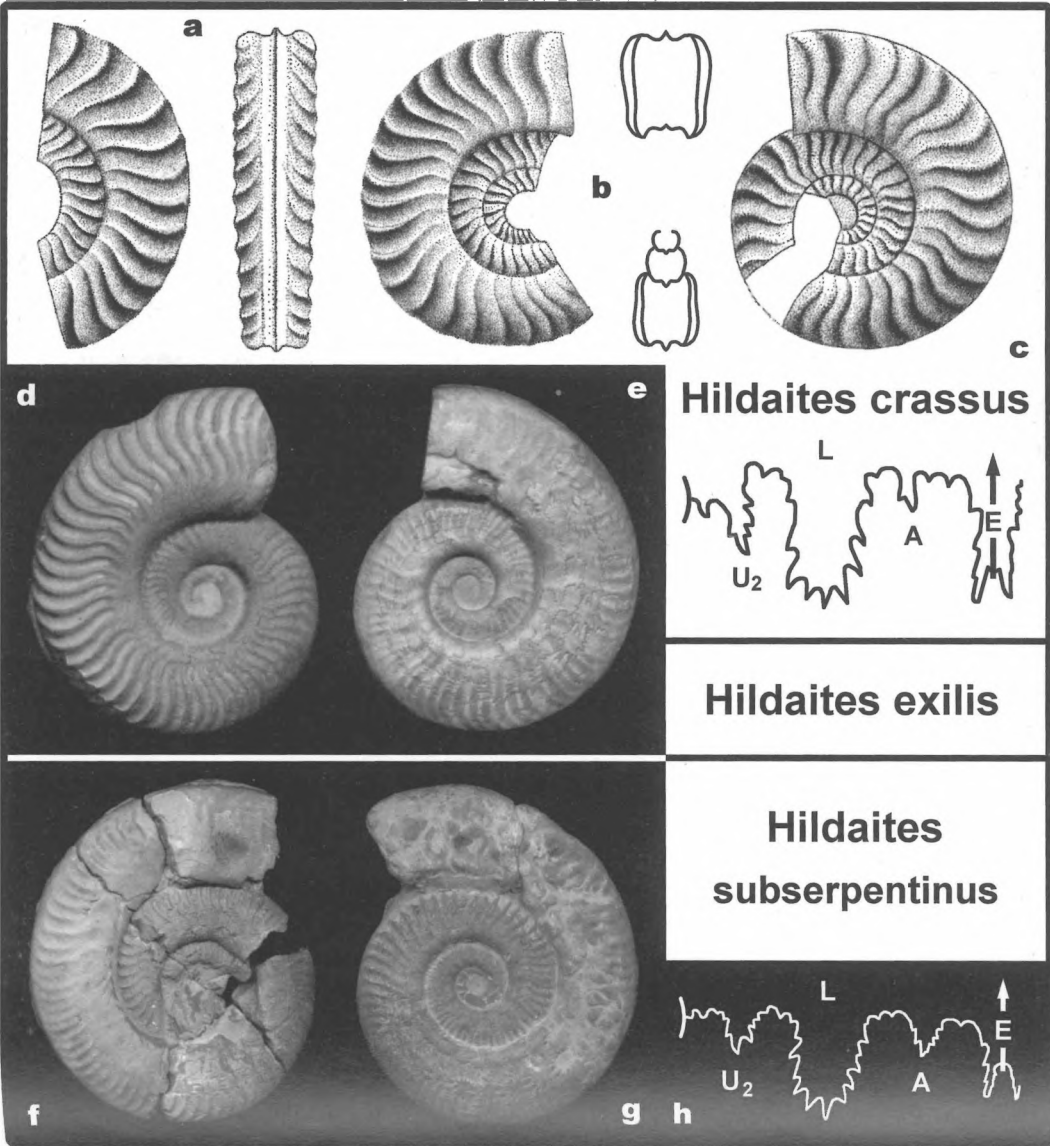 a
b
c
d
e
Hildaites crassus
L
E
A
U2
Hildaites exilis
Hildaites
subserpentinus
L
E
U2
A
f
g
h